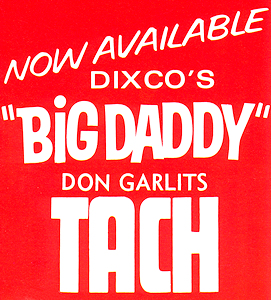 NOW AVAILABLE
DIXCO'S
"BiG DADDY"
DON GARLITS
TACH